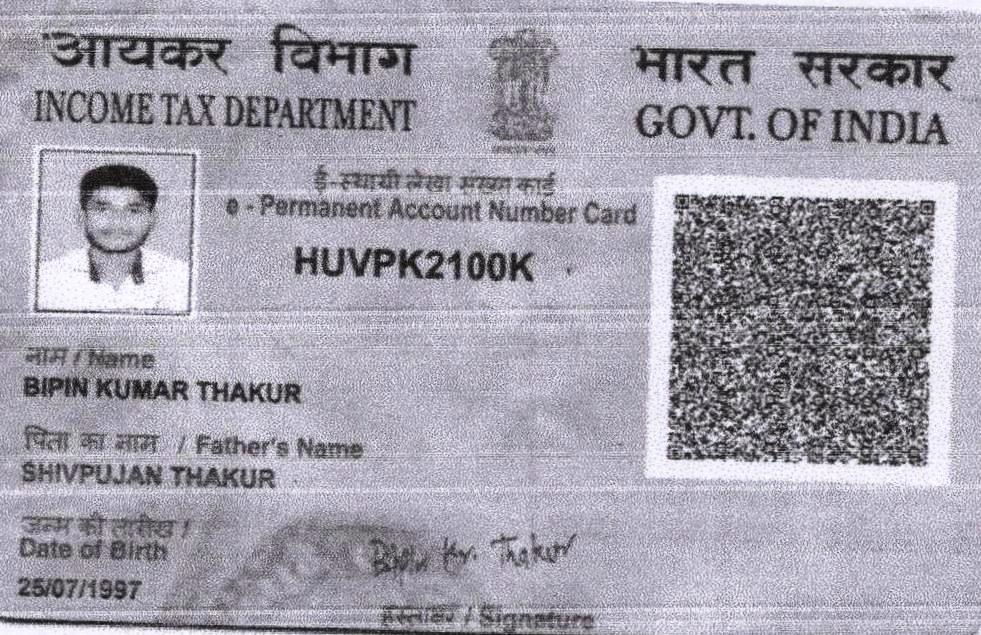 आयकर विभाग
INCOME TAX DEPARTMENT
भारत सरकार
GOVT. OF INDIA
ई-स्थायी लेखा संख्या कार्ड
e - Permanent Account Number Card
HUVPK2100K
नाम / Name
BIPIN KUMAR THAKUR
पिता का नाम / Father's Name
SHIVPUJAN THAKUR
जन्म की तारीख /
Date of Birth
25/07/1997
Bipin Kr. Thakur
हस्ताक्षर / Signature